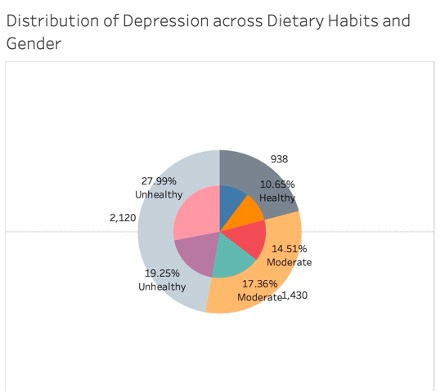 Distribution of Depression across Dietary Habits and
Gender
938
27.99%
Unhealthy
10.65%
Healthy
2,120
14.51%
Moderate
19.25%
Unhealthy
17.36%
Moderate
1,430